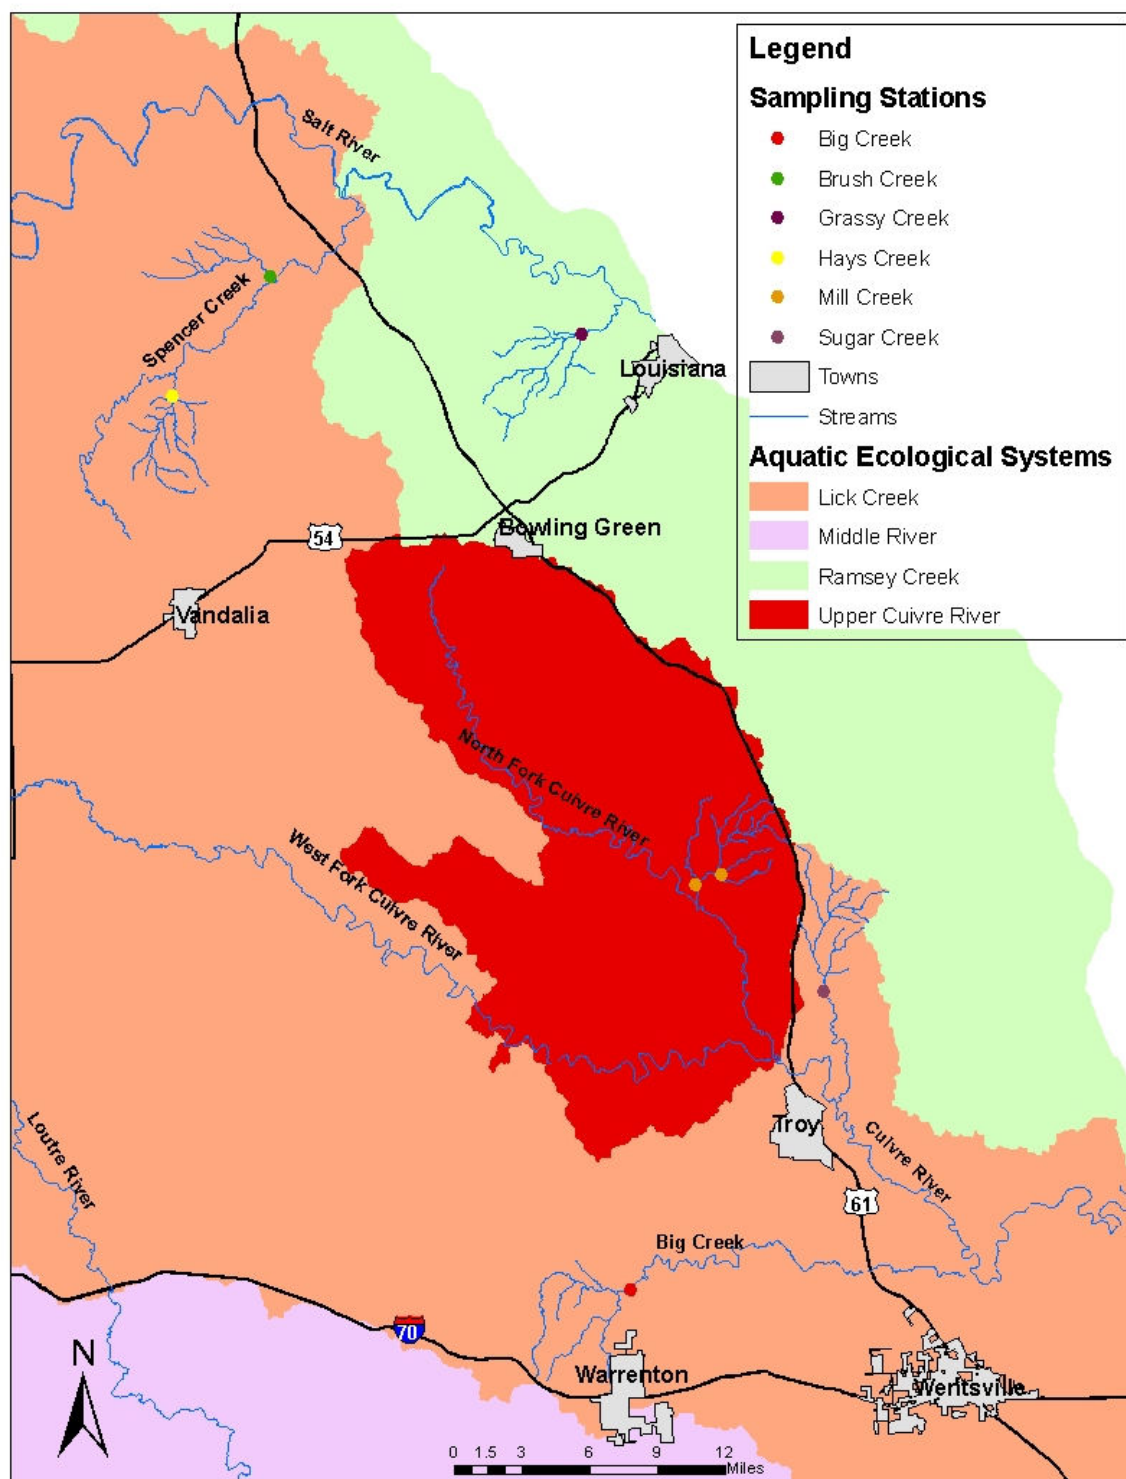 Legend
Sampling Stations
Big Creek
Brush Creek
Grassy Creek
Hays Creek
Mill Creek
Sugar Creek
Towns
Streams
Aquatic Ecological Systems
Lick Creek
Middle River
Ramsey Creek
Upper Cuivre River
Salt River
Spencer Creek
Louisiana
Bowling Green
54
Vandalia
North Fork Cuivre River
West Fork Cuivre River
Troy
Cuivre River
Loutre River
61
Big Creek
70
N
Warrenton
Wentsville
0 1.5 3 6 9 12
Miles